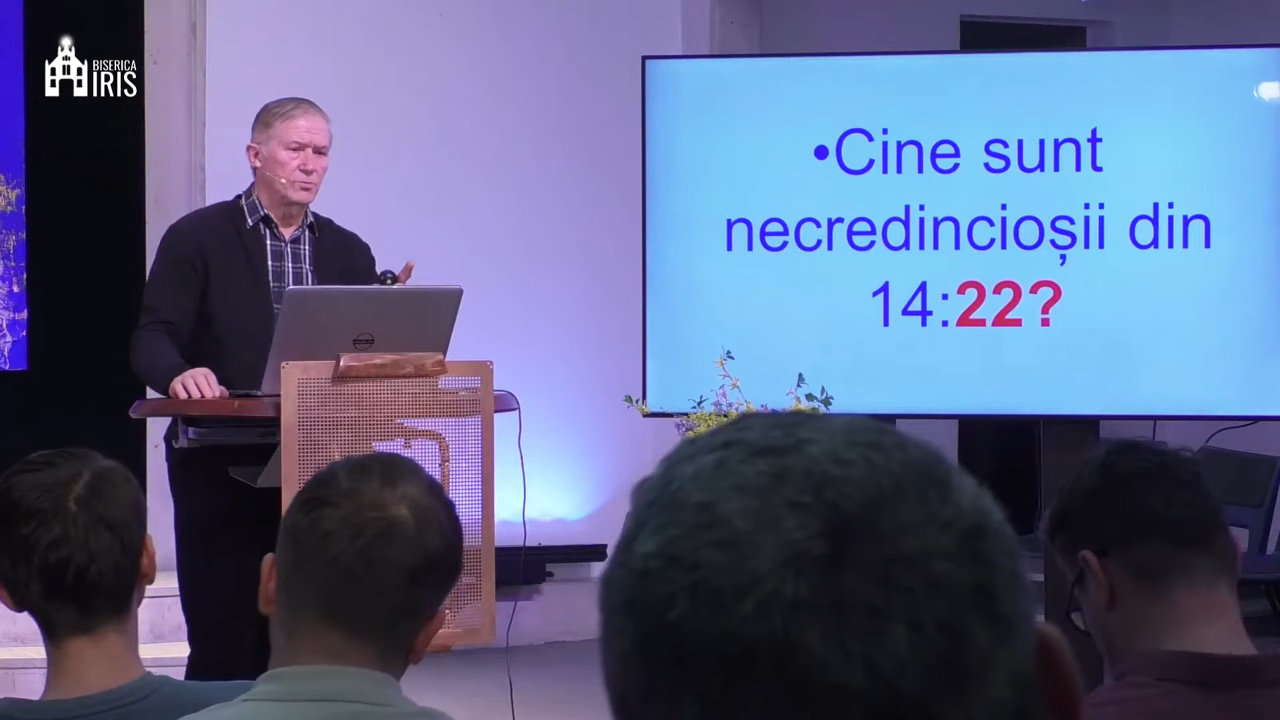 BISERICA
IRIS
•Cine sunt
necredincioșii din
14:22?